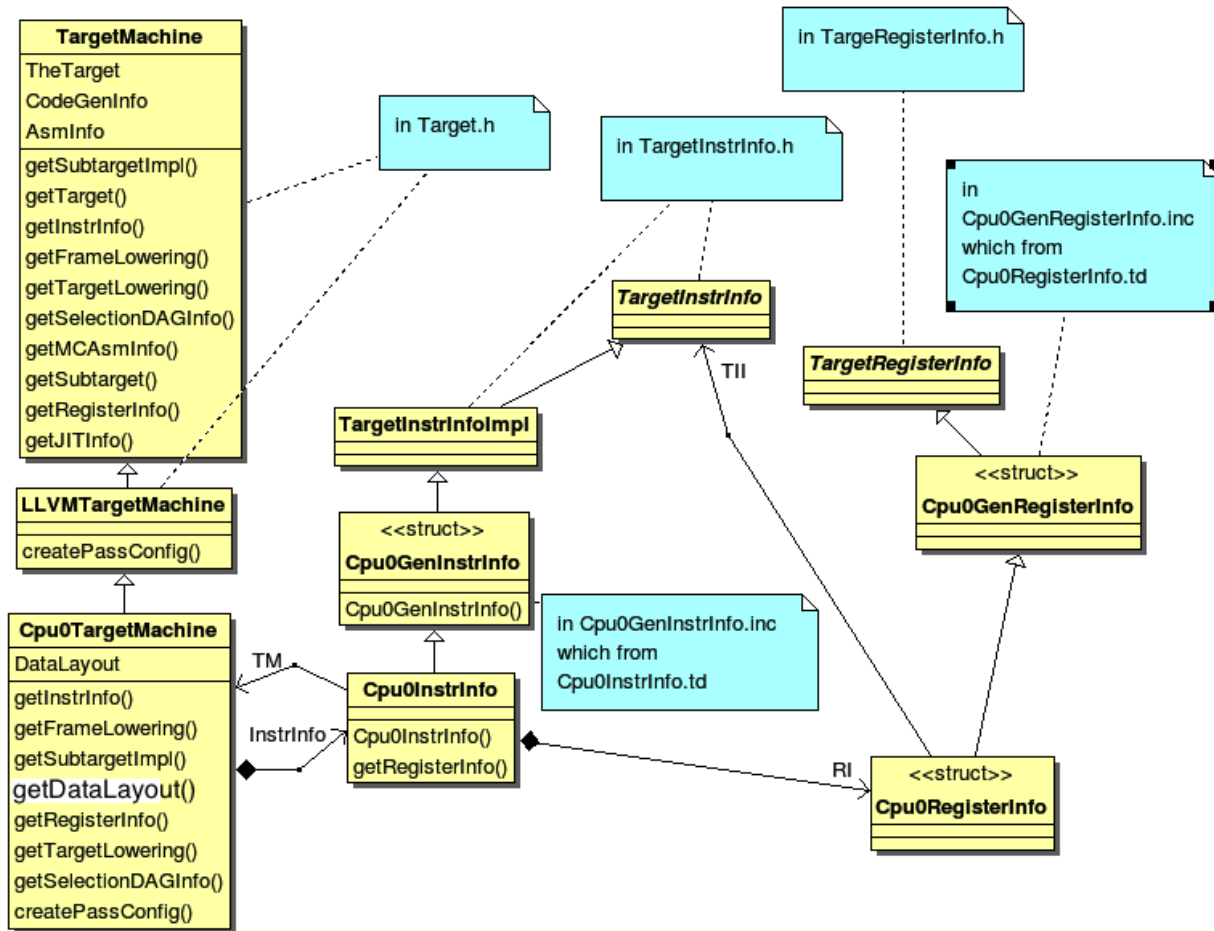 TargetMachine
TheTarget
CodeGenInfo
AsmInfo
getSubtargetImpl()
getTarget()
getInstrInfo()
getFrameLowering()
getTargetLowering()
getSelectionDAGInfo()
getMCAsmInfo()
getSubtarget()
getRegisterInfo()
getJITInfo()
LLVMTargetMachine
createPassConfig()
Cpu0TargetMachine
DataLayout
getInstrInfo()
getFrameLowering()
getSubtargetImpl()
getDataLayout()
getRegisterInfo()
getTargetLowering()
getSelectionDAGInfo()
createPassConfig()
in Target.h
in TargetInstrInfo.h
in TargeRegisterInfo.h
in
Cpu0GenRegisterInfo.inc
which from
Cpu0RegisterInfo.td
TargetInstrInfo
TII
TargetRegisterInfo
TargetInstrInfoImpl
<<struct>>
Cpu0GenRegisterInfo
<<struct>>
Cpu0GenInstrInfo
Cpu0GenInstrInfo()
in Cpu0GenInstrInfo.inc
which from
Cpu0InstrInfo.td
TM
InstrInfo
Cpu0InstrInfo
Cpu0InstrInfo()
getRegisterInfo()
RI
<<struct>>
Cpu0RegisterInfo